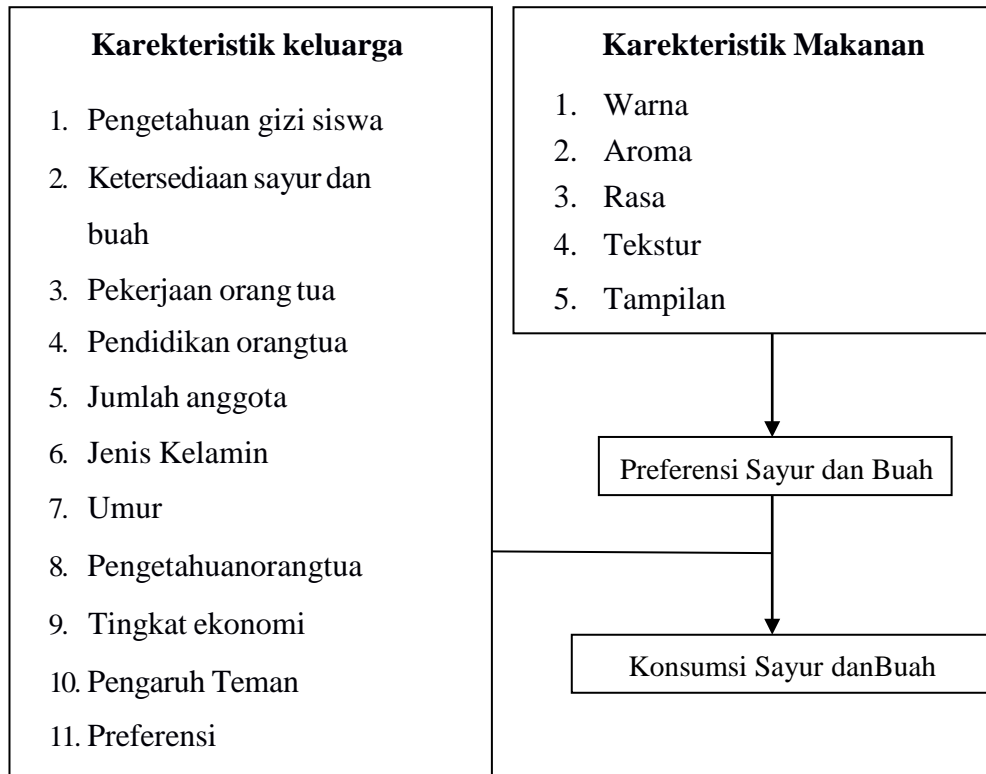 Karekteristik keluarga
1. Pengetahuan gizi siswa
2. Ketersediaan sayur dan
buah
3. Pekerjaan orang tua
4. Pendidikan orangtua
5. Jumlah anggota
6. Jenis Kelamin
7. Umur
8. Pengetahuanorangtua
9. Tingkat ekonomi
10. Pengaruh Teman
11. Preferensi
Karekteristik Makanan
1. Warna
2. Aroma
3. Rasa
4. Tekstur
5. Tampilan
Preferensi Sayur dan Buah
Konsumsi Sayur danBuah